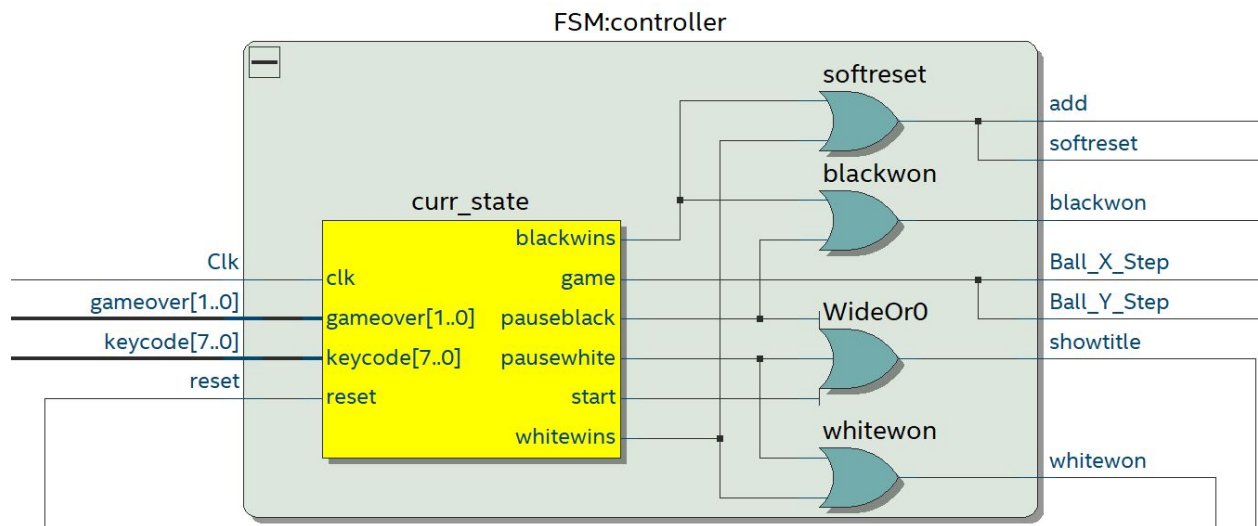 FSM:controller
softreset
add
softreset
blackwon
blackwon
curr_state
blackwins
Clk
clk
game
Ball_X_Step
gameover[1..0]
gameover[1..0]
pauseblack
WideOr0
Ball_Y_Step
keycode[7..0]
keycode[7..0]
pausewhite
showtitle
reset
reset
start
whitewins
whitewon
whitewon